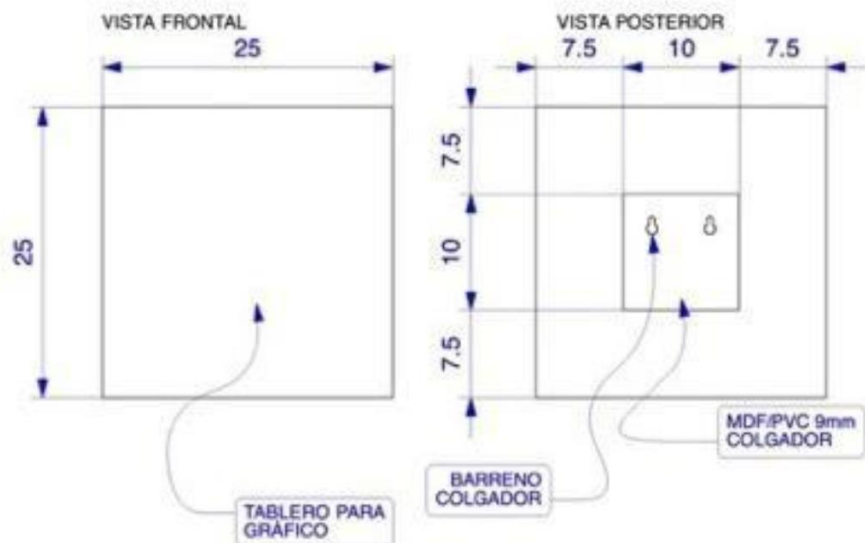 VISTA FRONTAL
25
25
TABLERO PARA
GRÁFICO
VISTA POSTERIOR
7.5
10
7.5
7.5
10
7.5
MDF/PVC 9mm
COLGADOR
BARRENO
COLGADOR